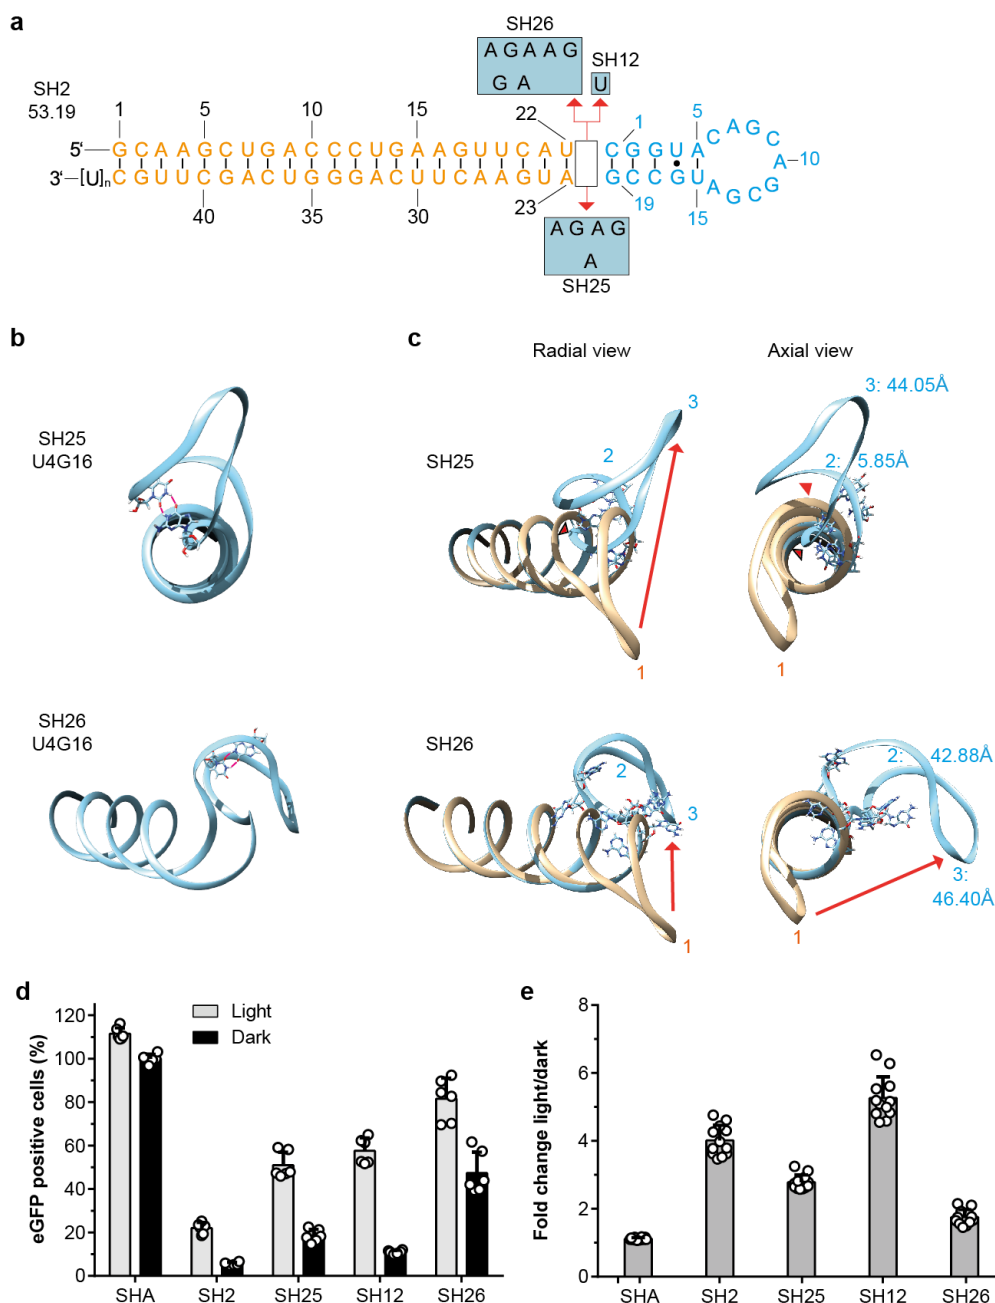 a
SH26
AGAAG
GA
SH12
U
SH2
53.19
1 5 10 15 22 1 5
5'
GCAAGCUGACCCUGAAGUUCAU CGGUACAGCA
10
3' [U]n CGUUCGACUGGGACUUCAAGUA GCCGUAGCG
40 35 30 23 19 15
AGAG
A
SH25
b
c
Radial view
Axial view
SH25
U4G16
SH25
3
2
1
3: 44.05Å
2: 5.85Å
1
SH26
U4G16
SH26
2
3
1
2: 42.88Å
3:
46.40Å
1
d
eGFP positive cells (%)
120
100
80
60
40
20
0
Light
Dark
SHA SH2 SH25 SH12 SH26
e
Fold change light/dark
8
6
4
2
0
SHA SH2 SH25 SH12 SH26